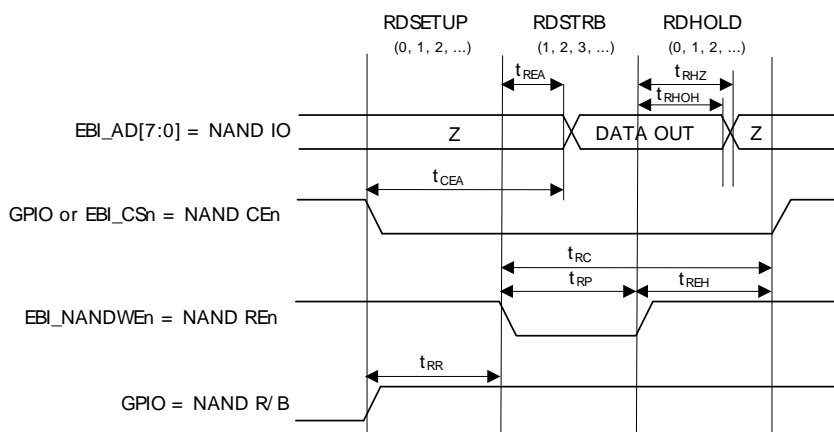 RDSETUP RDSTRB RDHOLD
(0, 1, 2, ...) (1, 2, 3, ...) (0, 1, 2, ...)
tREA tRHZ
tRHOH
EBI_AD[7:0] = NAND IO Z DATA OUT Z
tCEA
GPIO or EBI_CSn = NAND CEn
tRC
tRP tREH
EBI_NANDWEn = NAND REn
tRR
GPIO = NAND R/B